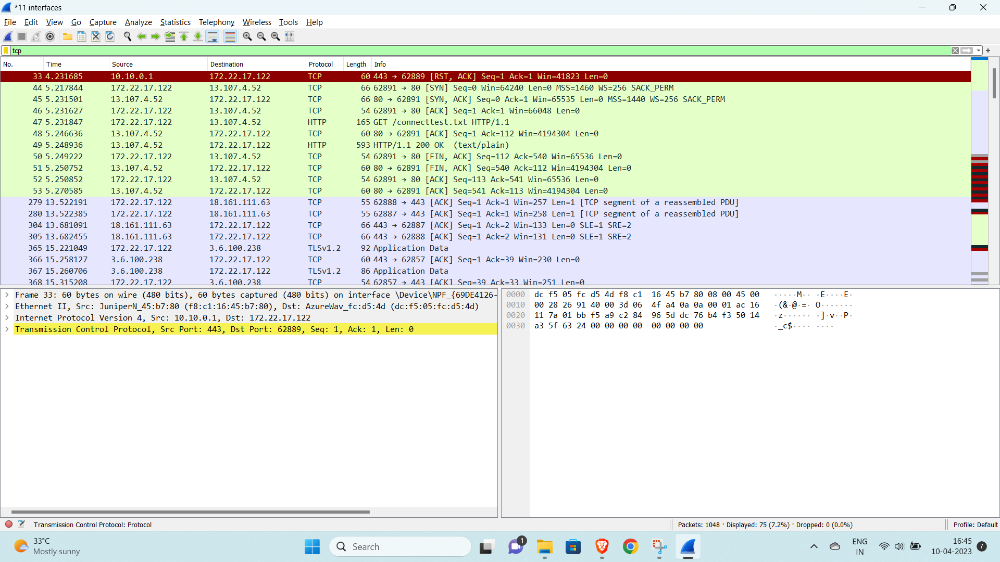 *11 interfaces
File Edit View Go Capture Analyze Statistics Telephony Wireless Tools Help
tcp
No. Time Source Destination Protocol Length Info
33 4.231685 10.10.0.1 172.22.17.122 TCP 60 443 → 62889 [RST, ACK] Seq=1 Ack=1 Win=41823 Len=0
44 5.217844 172.22.17.122 13.107.4.52 TCP 66 62891 → 80 [SYN] Seq=0 Win=64240 Len=0 MSS=1460 WS=256 SACK_PERM
45 5.231501 13.107.4.52 172.22.17.122 TCP 66 80 → 62891 [SYN, ACK] Seq=0 Ack=1 Win=65535 Len=0 MSS=1440 WS=256 SACK_PERM
46 5.231627 172.22.17.122 13.107.4.52 TCP 54 62891 → 80 [ACK] Seq=1 Ack=1 Win=66048 Len=0
47 5.231847 172.22.17.122 13.107.4.52 HTTP 165 GET /connecttest.txt HTTP/1.1
48 5.246636 13.107.4.52 172.22.17.122 TCP 60 80 → 62891 [ACK] Seq=1 Ack=112 Win=4194304 Len=0
49 5.248936 13.107.4.52 172.22.17.122 HTTP 593 HTTP/1.1 200 OK (text/plain)
50 5.249222 172.22.17.122 13.107.4.52 TCP 54 62891 → 80 [FIN, ACK] Seq=112 Ack=540 Win=65536 Len=0
51 5.250752 13.107.4.52 172.22.17.122 TCP 60 80 → 62891 [FIN, ACK] Seq=540 Ack=112 Win=4194304 Len=0
52 5.250852 172.22.17.122 13.107.4.52 TCP 54 62891 → 80 [ACK] Seq=113 Ack=541 Win=65536 Len=0
53 5.270585 13.107.4.52 172.22.17.122 TCP 60 80 → 62891 [ACK] Seq=541 Ack=113 Win=4194304 Len=0
279 13.522191 172.22.17.122 18.161.111.63 TCP 55 62888 → 443 [ACK] Seq=1 Ack=1 Win=257 Len=1 [TCP segment of a reassembled PDU]
280 13.522385 172.22.17.122 18.161.111.63 TCP 55 62887 → 443 [ACK] Seq=1 Ack=1 Win=258 Len=1 [TCP segment of a reassembled PDU]
304 13.681091 18.161.111.63 172.22.17.122 TCP 66 443 → 62887 [ACK] Seq=1 Ack=2 Win=133 Len=0 SLE=1 SRE=2
305 13.682455 18.161.111.63 172.22.17.122 TCP 66 443 → 62888 [ACK] Seq=1 Ack=2 Win=131 Len=0 SLE=1 SRE=2
365 15.221049 172.22.17.122 3.6.100.238 TLSv1.2 92 Application Data
366 15.258127 3.6.100.238 172.22.17.122 TCP 60 443 → 62857 [ACK] Seq=1 Ack=39 Win=230 Len=0
367 15.260706 3.6.100.238 172.22.17.122 TLSv1.2 86 Application Data
368 15.315208 172.22.17.122 3.6.100.238 TCP 54 62857 → 443 [ACK] Seq=39 Ack=33 Win=251 Len=0
Frame 33: 60 bytes on wire (480 bits), 60 bytes captured (480 bits) on interface \Device\NPF_{69DE4126-
Ethernet II, Src: JuniperN_45:b7:80 (f8:c1:16:45:b7:80), Dst: AzureWav_fc:d5:4d (dc:f5:05:fc:d5:4d)
Internet Protocol Version 4, Src: 10.10.0.1, Dst: 172.22.17.122
Transmission Control Protocol, Src Port: 443, Dst Port: 62889, Seq: 1, Ack: 1, Len: 0
0000 dc f5 05 fc d5 4d f8 c1 16 45 b7 80 08 00 45 00 ·····M·· ·E····E·
0010 00 28 26 91 40 00 3d 06 4f a4 0a 0a 00 01 ac 16 ·(&·@·=· O·······
0020 11 7a 01 bb f5 a9 c2 84 96 5d dc 76 b4 f3 50 14 ·z······ ·]·v··P·
0030 a3 5f 63 24 00 00 00 00 00 00 00 00 ·_c$···· ····
Transmission Control Protocol: Protocol
Packets: 1048 · Displayed: 75 (7.2%) · Dropped: 0 (0.0%)
Profile: Default
33°C
Mostly sunny
Search
1
ENG
IN
16:45
10-04-2023
7